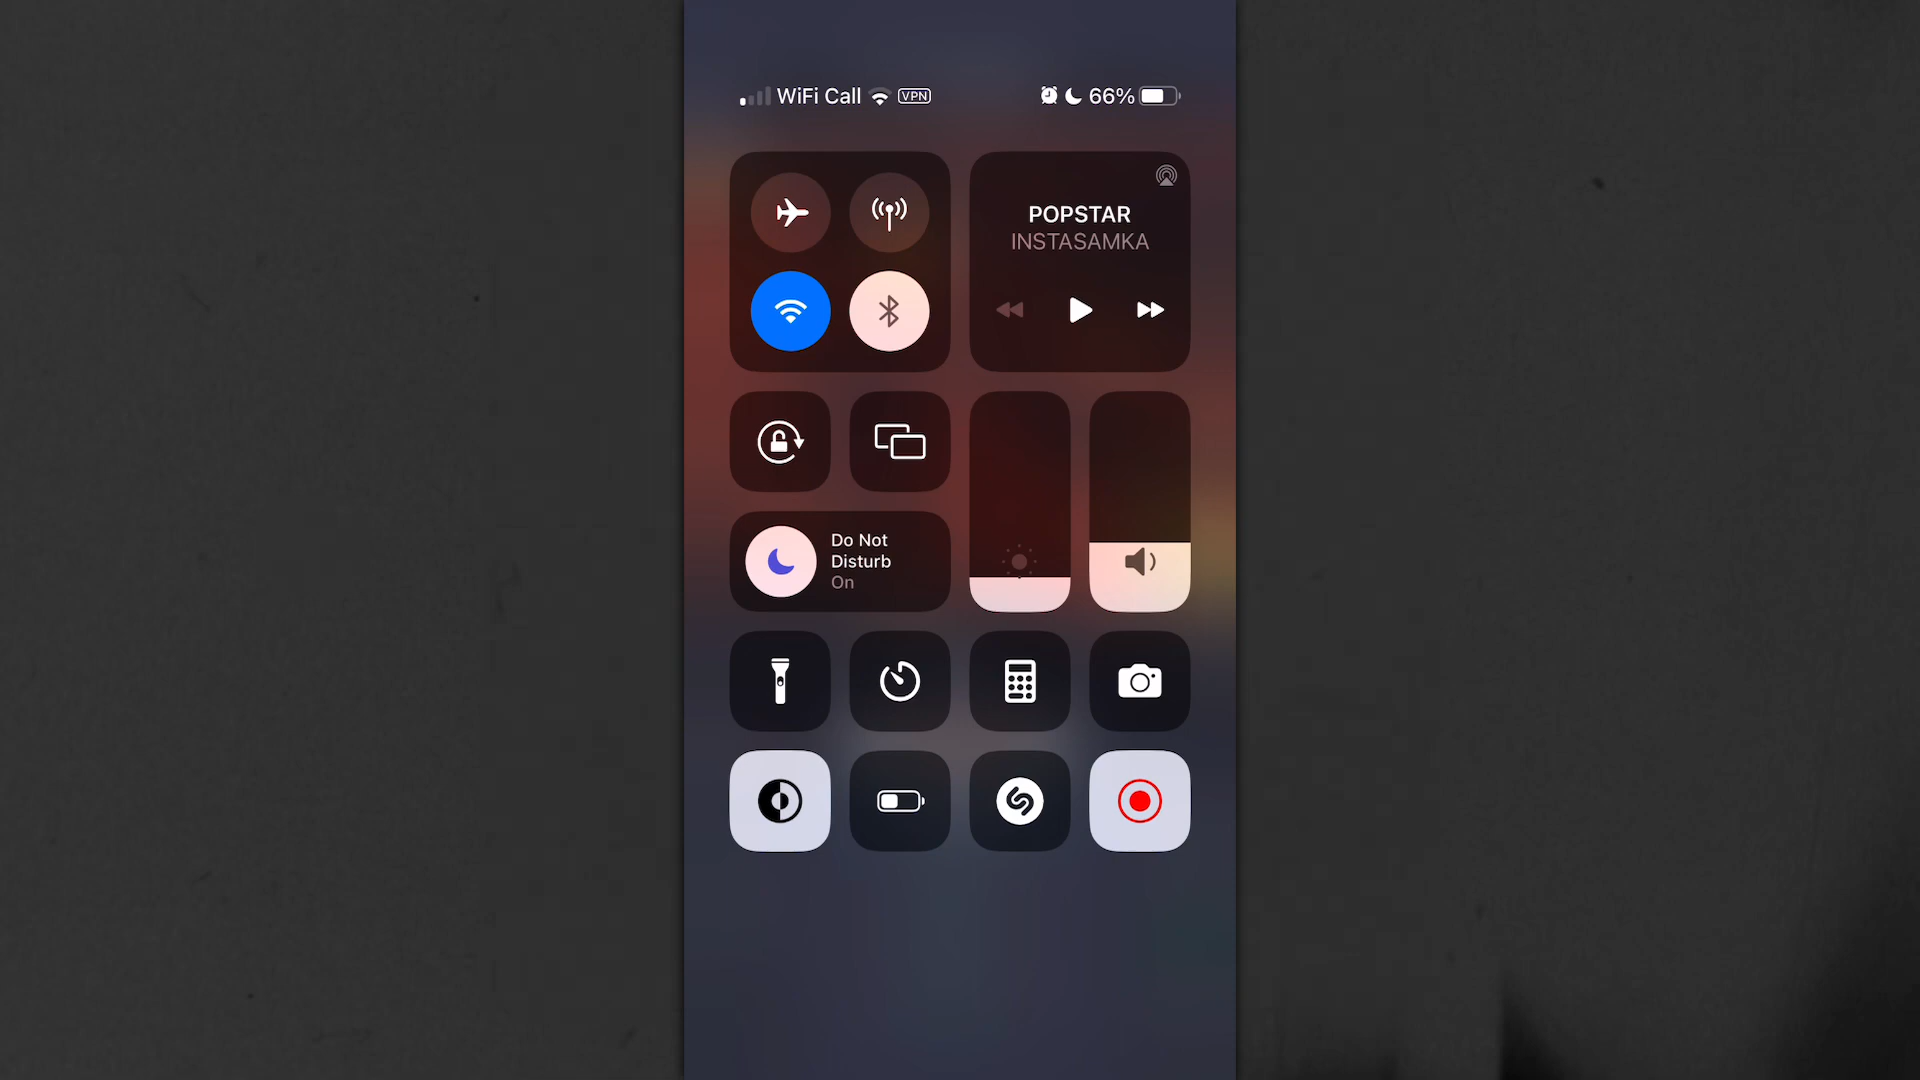 WiFi Call VPN 66%
POPSTAR
INSTASAMKA
Do Not
Disturb
On